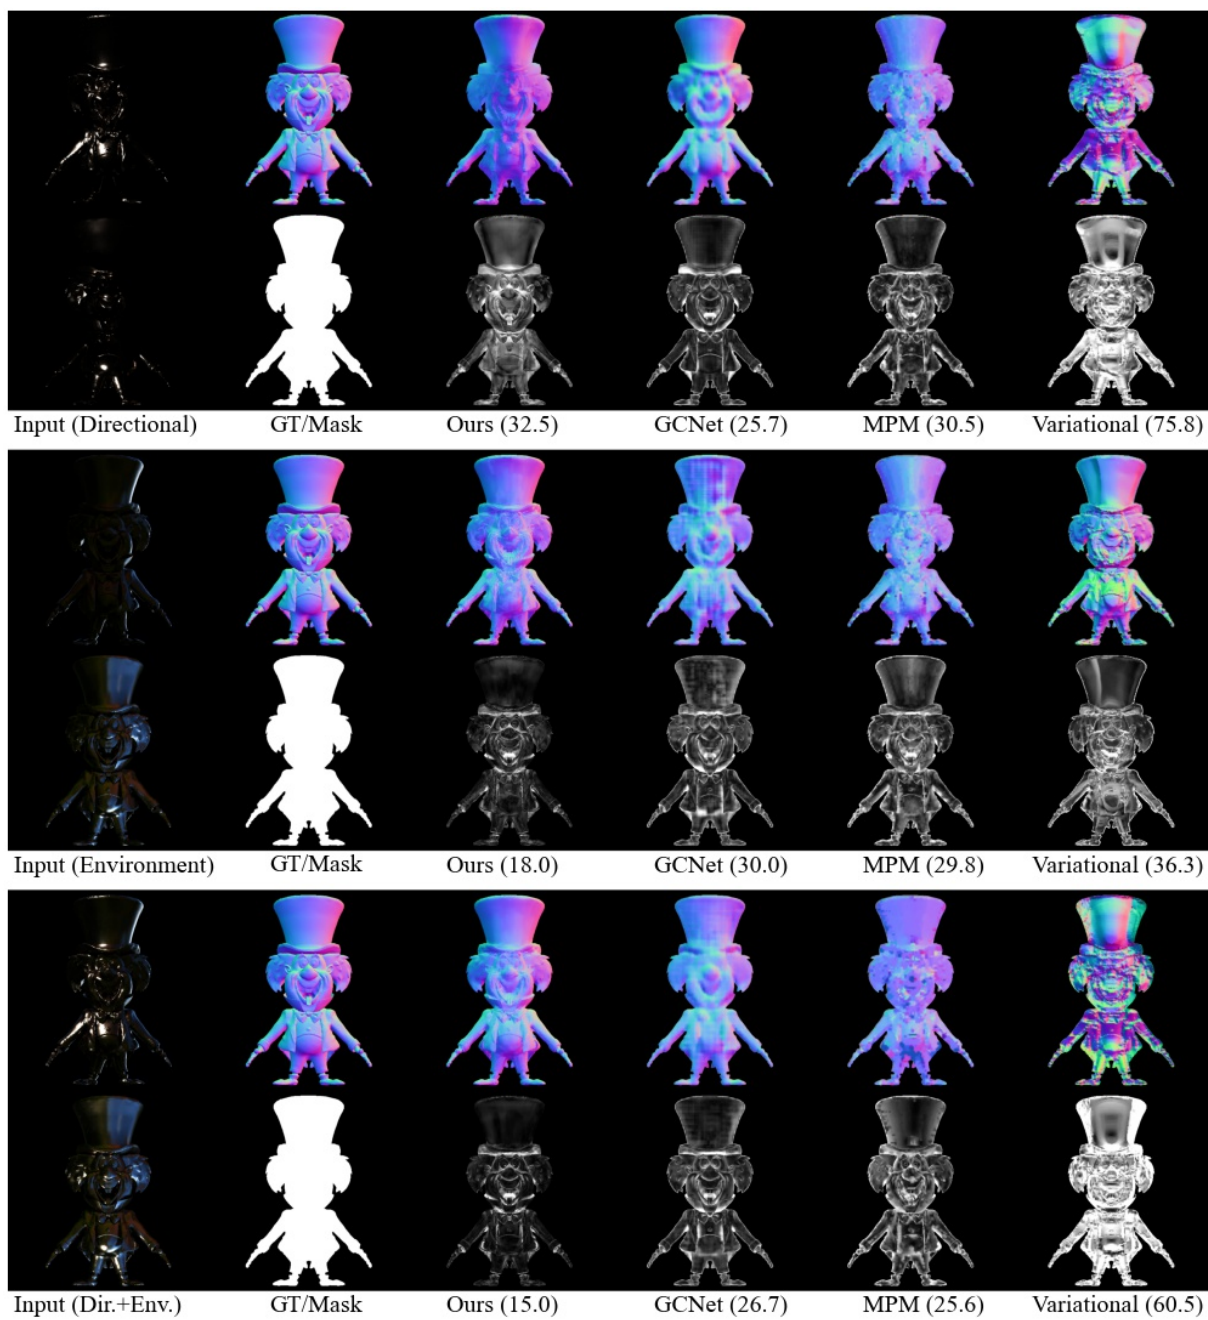 Input (Directional) GT/Mask Ours (32.5) GCNet (25.7) MPM (30.5) Variational (75.8)
Input (Environment) GT/Mask Ours (18.0) GCNet (30.0) MPM (29.8) Variational (36.3)
Input (Dir.+Env.) GT/Mask Ours (15.0) GCNet (26.7) MPM (25.6) Variational (60.5)